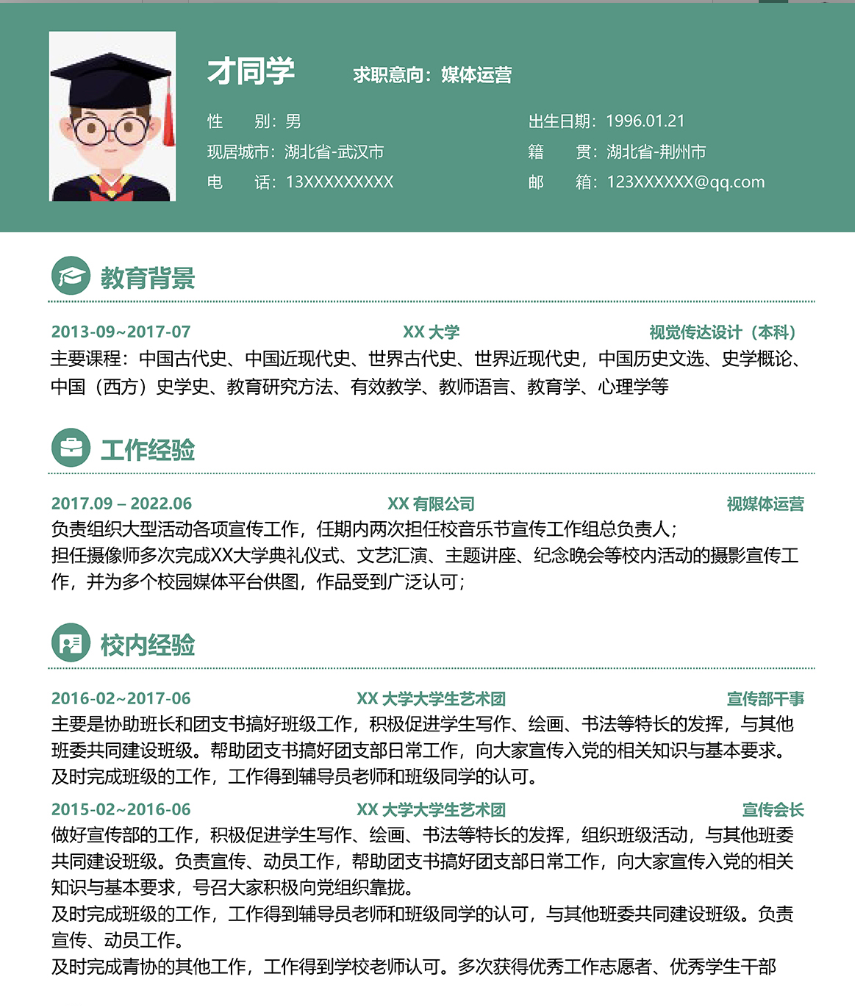 才同学 求职意向：媒体运营
性 别：男 出生日期：1996.01.21
现居城市：湖北省-武汉市 籍 贯：湖北省-荆州市
电 话：13XXXXXXXXX 邮 箱：123XXXXXX@qq.com
教育背景
2013-09~2017-07 XX 大学 视觉传达设计（本科）
主要课程：中国古代史、中国近现代史、世界古代史、世界近现代史，中国历史文选、史学概论、
中国（西方）史学史、教育研究方法、有效教学、教师语言、教育学、心理学等
工作经验
2017.09 – 2022.06 XX 有限公司 视媒体运营
负责组织大型活动各项宣传工作，任期内两次担任校音乐节宣传工作组总负责人；
担任摄像师多次完成XX大学典礼仪式、文艺汇演、主题讲座、纪念晚会等校内活动的摄影宣传工
作，并为多个校园媒体平台供图，作品受到广泛认可；
校内经验
2016-02~2017-06 XX 大学大学生艺术团 宣传部干事
主要是协助班长和团支书搞好班级工作，积极促进学生写作、绘画、书法等特长的发挥，与其他
班委共同建设班级。帮助团支书搞好团支部日常工作，向大家宣传入党的相关知识与基本要求。
及时完成班级的工作，工作得到辅导员老师和班级同学的认可。
2015-02~2016-06 XX 大学大学生艺术团 宣传会长
做好宣传部的工作，积极促进学生写作、绘画、书法等特长的发挥，组织班级活动，与其他班委
共同建设班级。负责宣传、动员工作，帮助团支书搞好团支部日常工作，向大家宣传入党的相关
知识与基本要求，号召大家积极向党组织靠拢。
及时完成班级的工作，工作得到辅导员老师和班级同学的认可，与其他班委共同建设班级。负责
宣传、动员工作。
及时完成青协的其他工作，工作得到学校老师认可。多次获得优秀工作志愿者、优秀学生干部